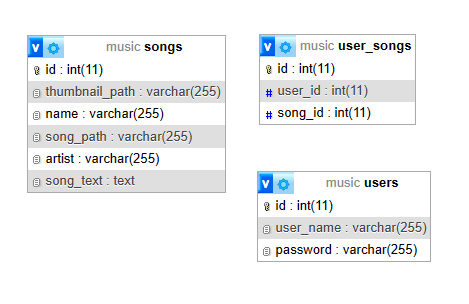 v music songs
id : int(11)
thumbnail_path : varchar(255)
name : varchar(255)
song_path : varchar(255)
artist : varchar(255)
song_text : text
v music user_songs
id : int(11)
# user_id : int(11)
# song_id : int(11)
v music users
id : int(11)
user_name : varchar(255)
password : varchar(255)